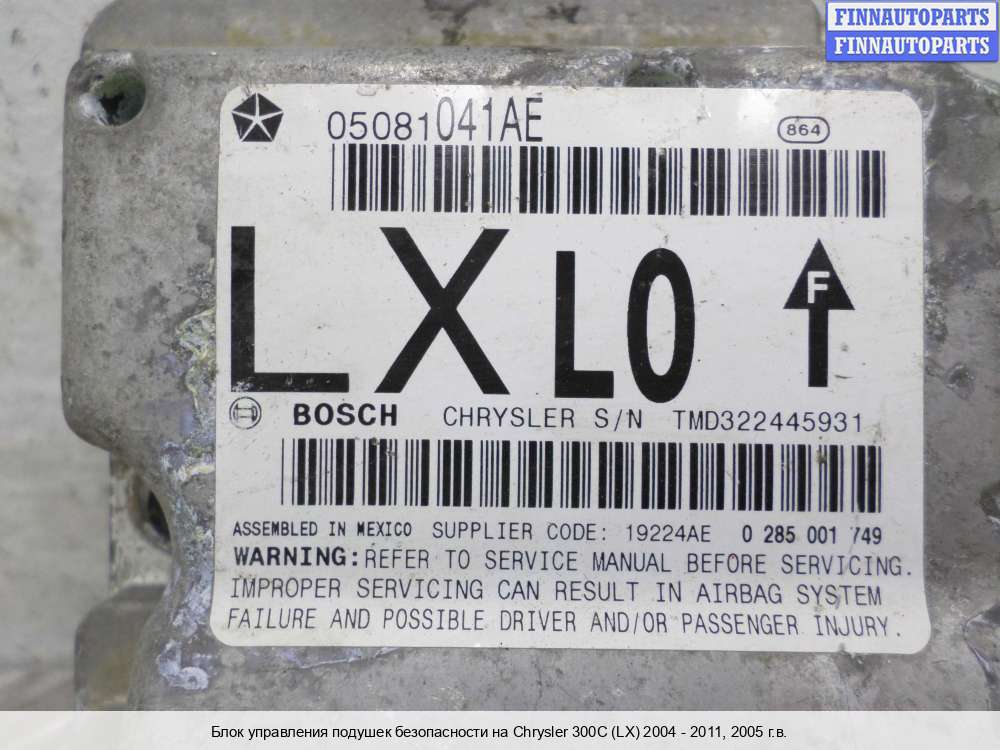 FINNAUTOPARTS
FINNAUTOPARTS
05081041AE
864
LX LO
F
BOSCH CHRYSLER S/N TMD322445931
ASSEMBLED IN MEXICO SUPPLIER CODE: 19224AE 0 285 001 749
WARNING: REFER TO SERVICE MANUAL BEFORE SERVICING.
IMPROPER SERVICING CAN RESULT IN AIRBAG SYSTEM
FAILURE AND POSSIBLE DRIVER AND/OR PASSENGER INJURY.
Блок управления подушек безопасности на Chrysler 300C (LX) 2004 - 2011, 2005 г.в.